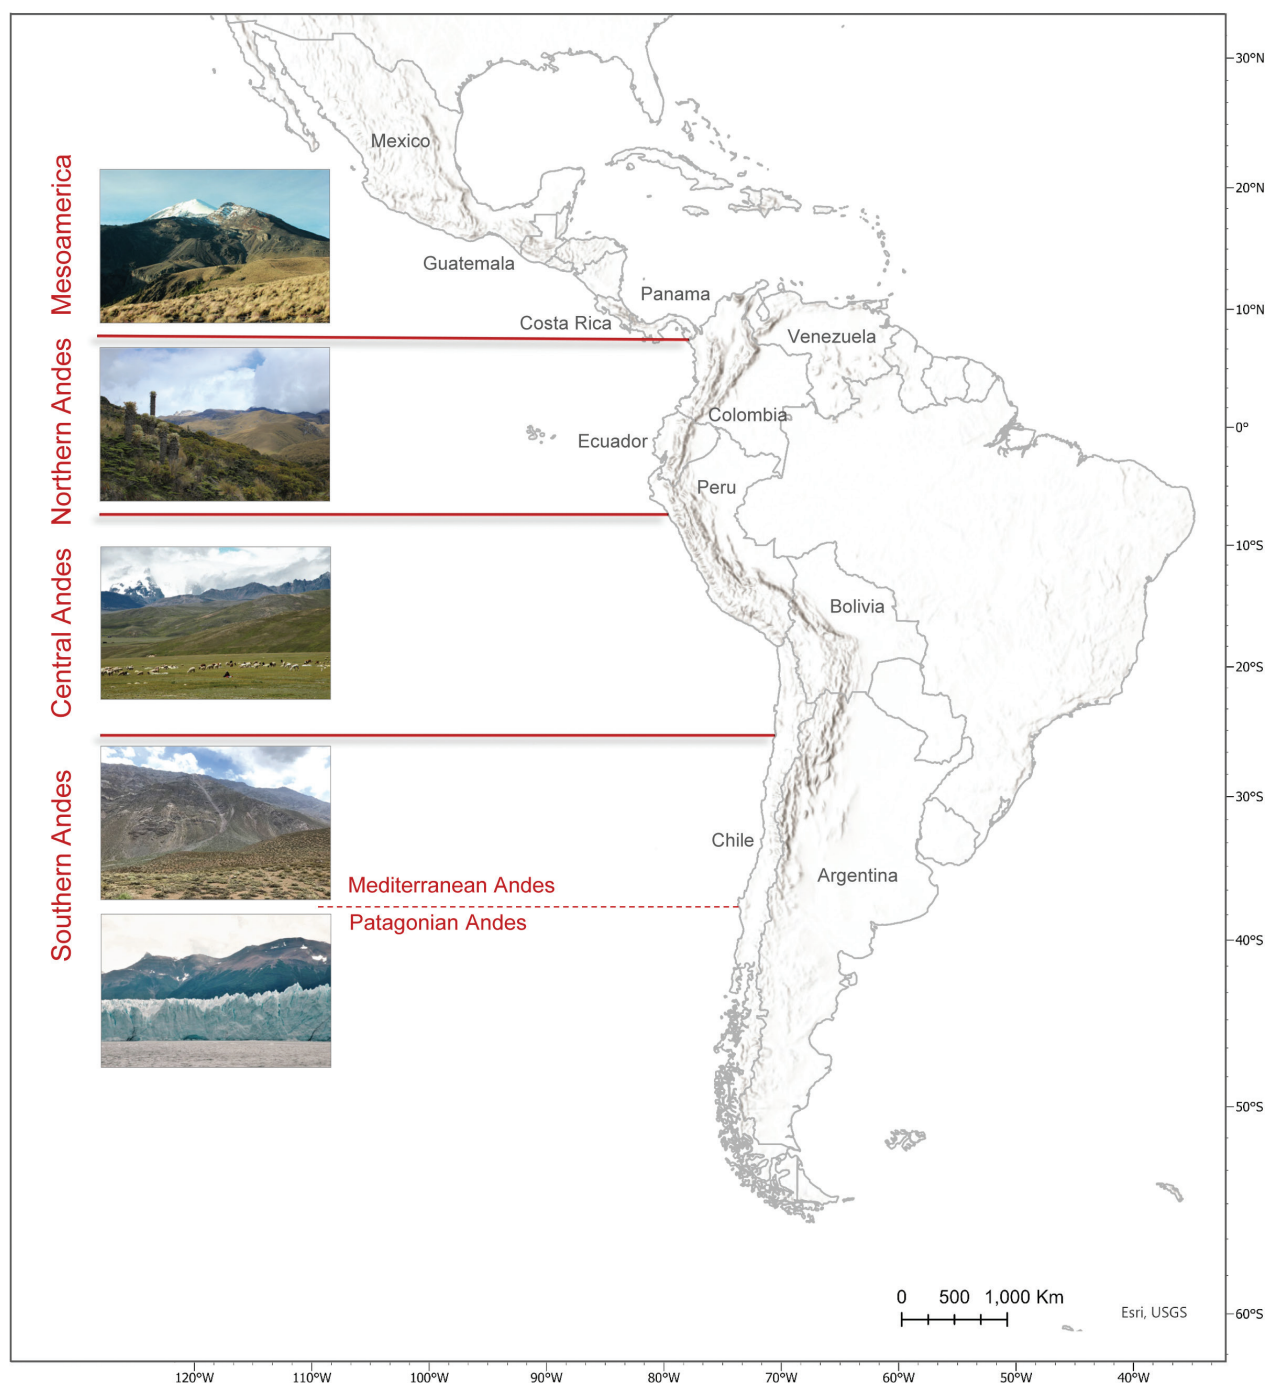 30°N
Mexico
Mesoamerica
20°N
Guatemala
Panama
10°N
Costa Rica
Venezuela
Northern Andes
Colombia
0°
Ecuador
Peru
10°S
Central Andes
Bolivia
20°S
30°S
Southern Andes
Chile
Argentina
Mediterranean Andes
Patagonian Andes
40°S
50°S
0 500 1,000 Km
Esri, USGS
60°S
120°W 110°W 100°W 90°W 80°W 70°W 60°W 50°W 40°W